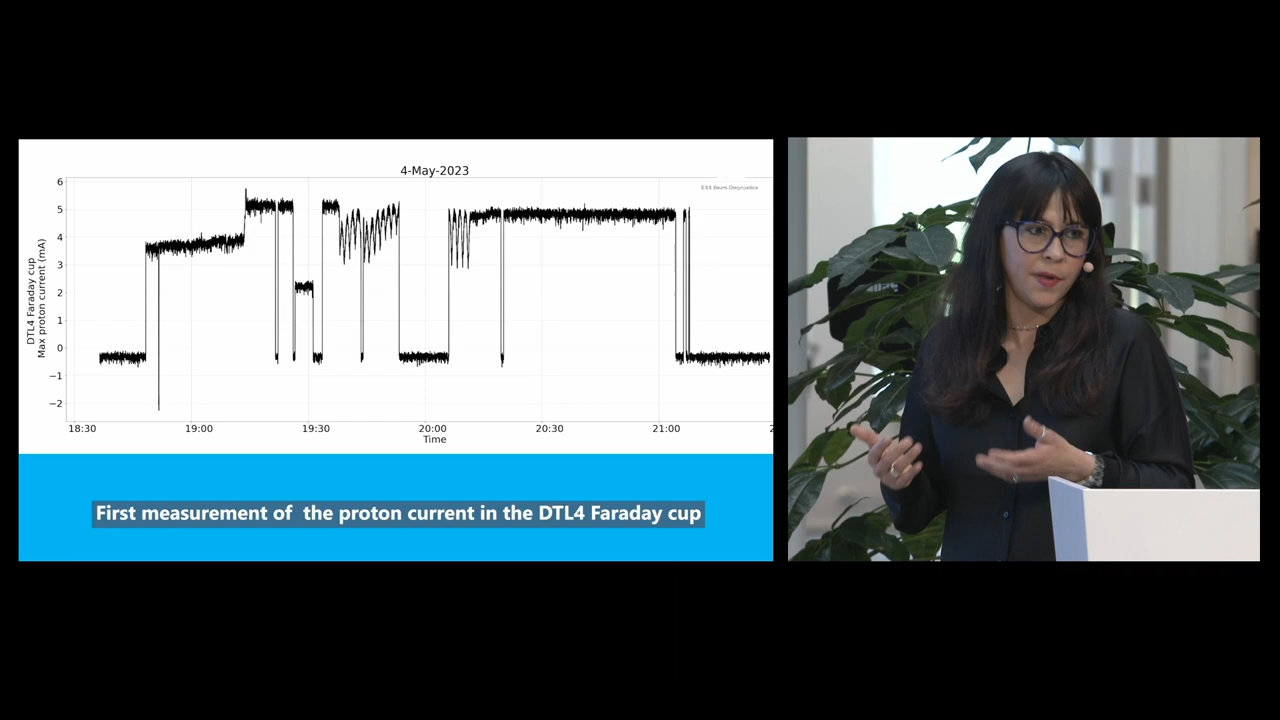 4-May-2023
ESS Beam Diagnostics
6
5
4
3
2
1
0
−1
−2
DTL4 Faraday cup
Max proton current (mA)
18:30 19:00 19:30 20:00 20:30 21:00 2
Time
First measurement of the proton current in the DTL4 Faraday cup